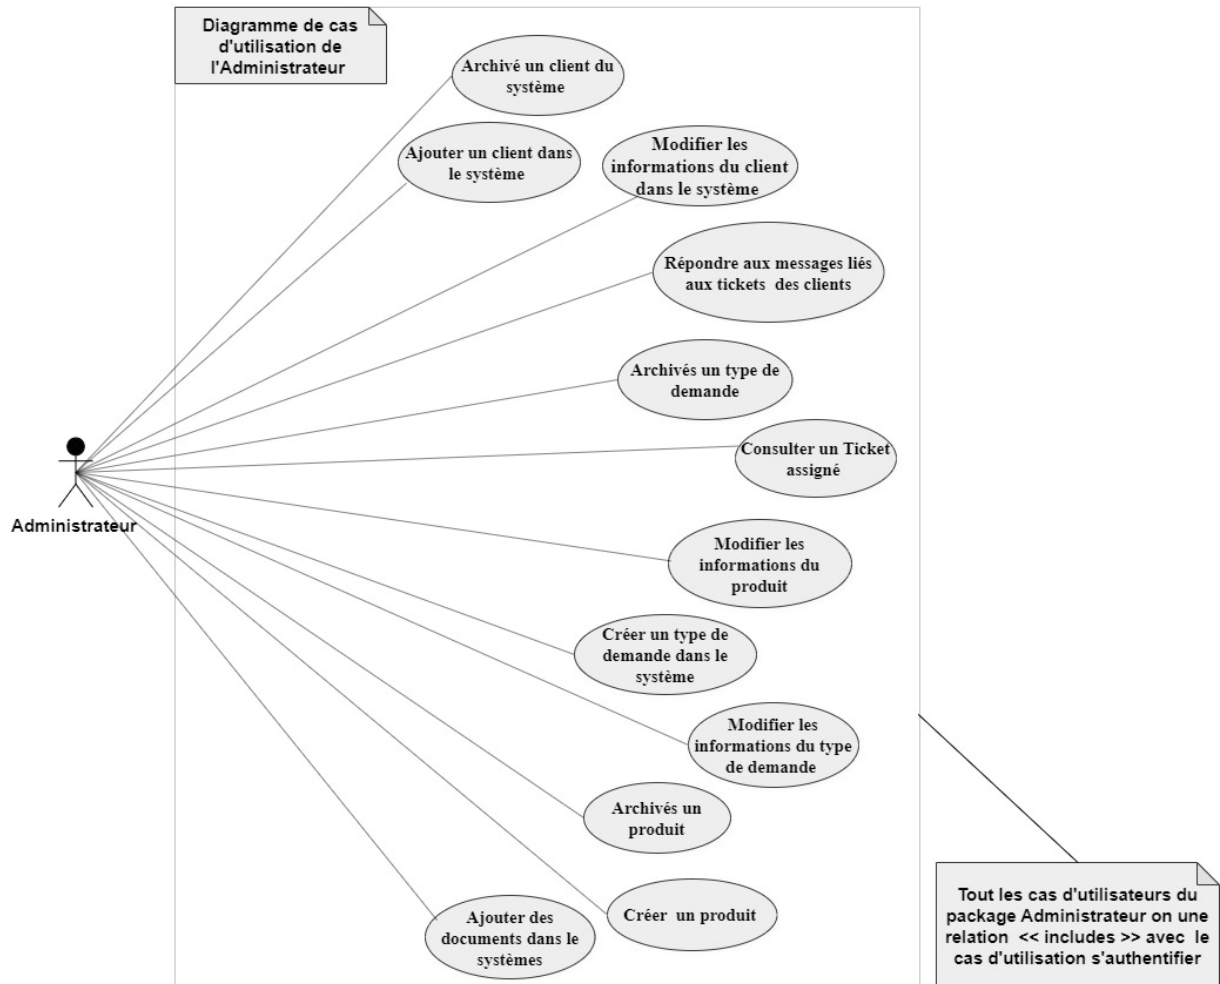 Diagramme de cas
d'utilisation de
l'Administrateur
Archivé un client du
système
Ajouter un client dans
le système
Modifier les
informations du client
dans le système
Répondre aux messages liés
aux tickets des clients
Archivés un type de
demande
Consulter un Ticket
assigné
Administrateur
Modifier les
informations du
produit
Créer un type de
demande dans le
système
Modifier les
informations du type
de demande
Archivés un
produit
Créer un produit
Ajouter des
documents dans le
systèmes
Tout les cas d'utilisateurs du
package Administrateur on une
relation << includes >> avec le
cas d'utilisation s'authentifier